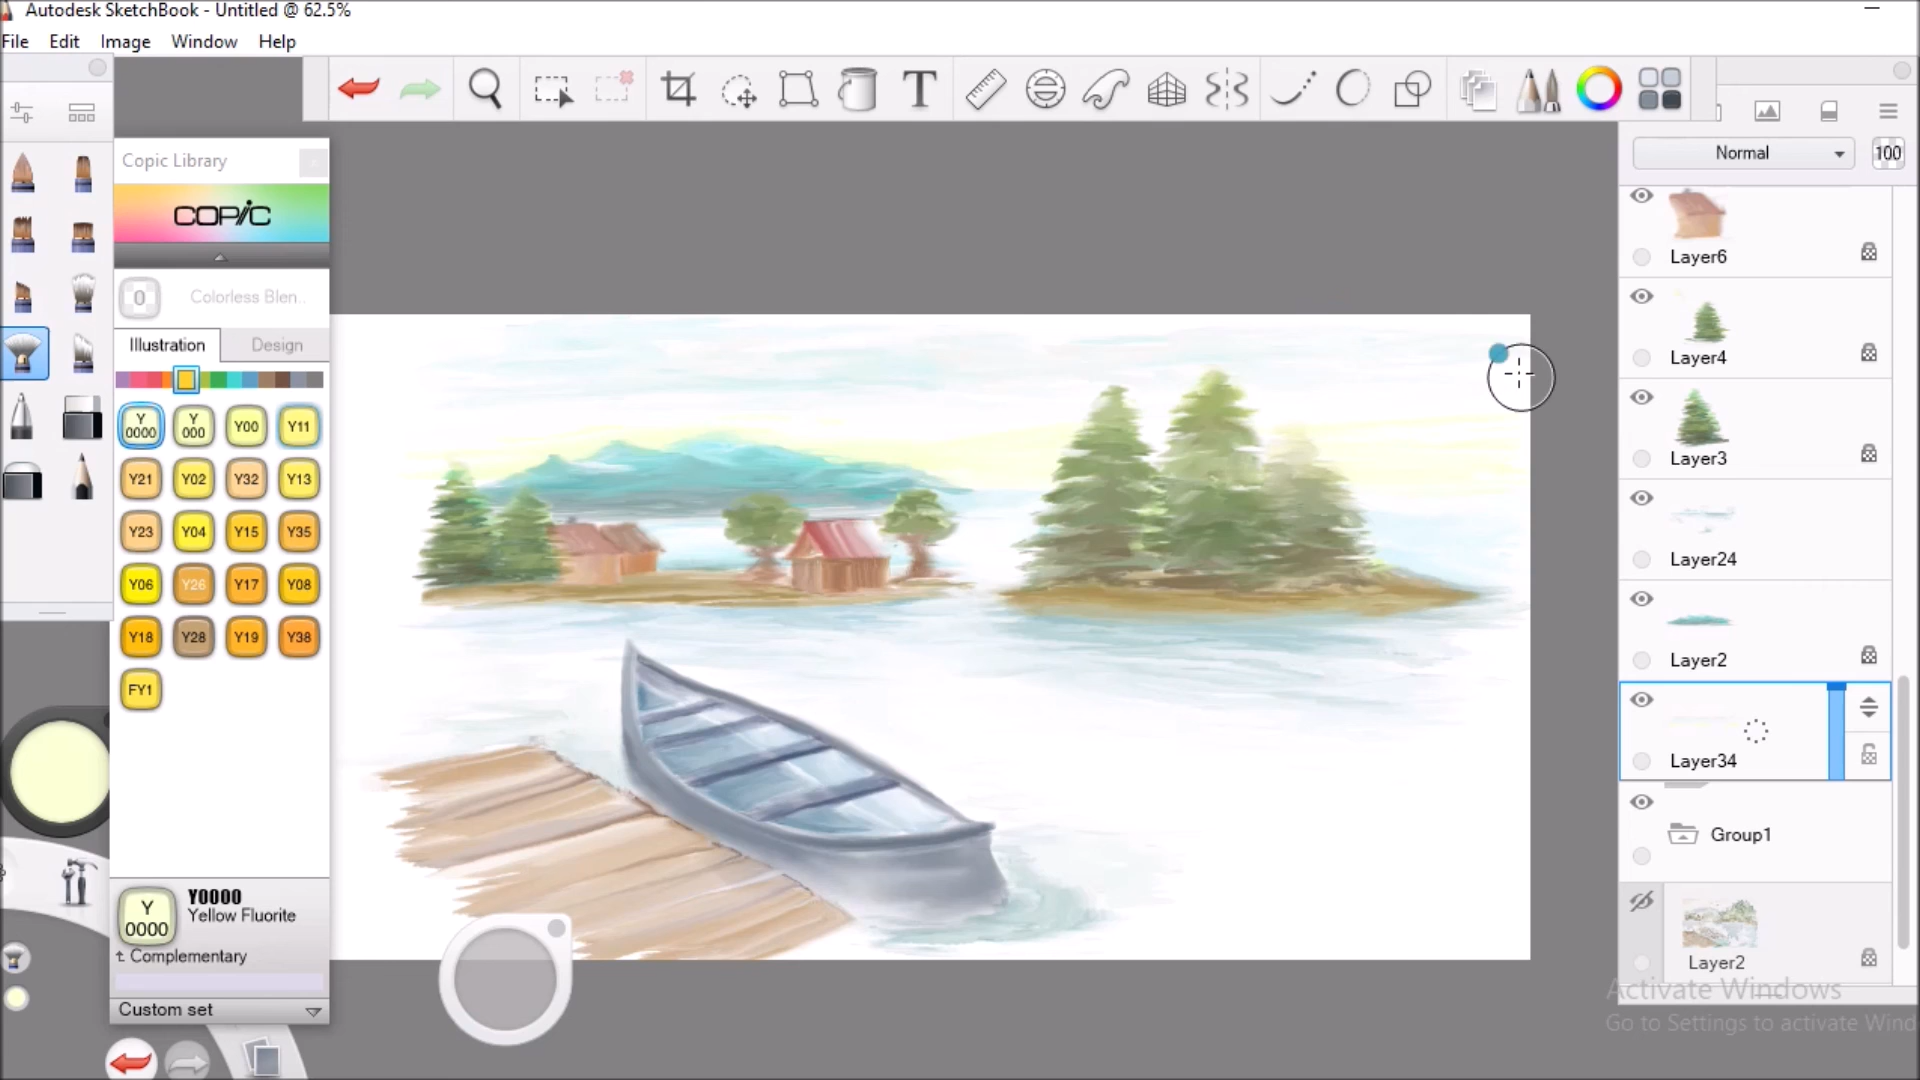 Autodesk SketchBook - Untitled @ 62.5%
File Edit Image Window Help
T
Copic Library
COPIC
0 Colorless Blen..
Illustration Design
Y 0000 Y 000 Y00 Y11
Y21 Y02 Y32 Y13
Y23 Y04 Y15 Y35
Y06 Y26 Y17 Y08
Y18 Y28 Y19 Y38
FY1
Y 0000
Y0000
Yellow Fluorite
Complementary
Custom set
Normal 100
Layer6
Layer4
Layer3
Layer24
Layer2
Layer34
Group1
Layer2
Activate Windows
Go to Settings to activate Wind